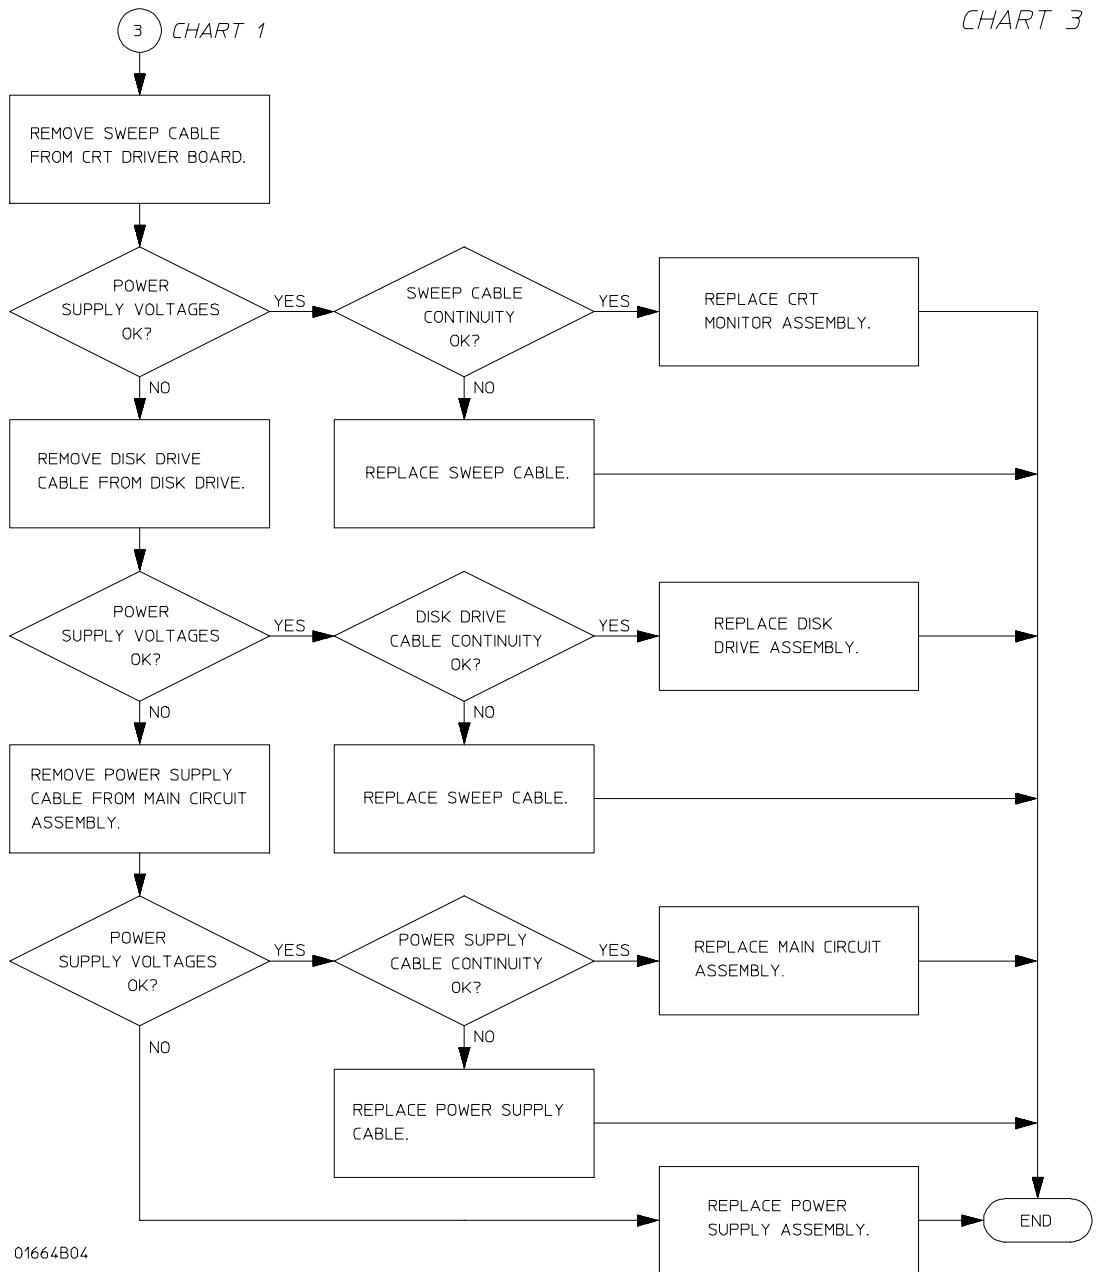 3 CHART 1
CHART 3
REMOVE SWEEP CABLE
FROM CRT DRIVER BOARD.
POWER
SUPPLY VOLTAGES
OK?
YES
SWEEP CABLE
CONTINUITY
OK?
YES
REPLACE CRT
MONITOR ASSEMBLY.
NO
NO
REMOVE DISK DRIVE
CABLE FROM DISK DRIVE.
REPLACE SWEEP CABLE.
POWER
SUPPLY VOLTAGES
OK?
YES
DISK DRIVE
CABLE CONTINUITY
OK?
YES
REPLACE DISK
DRIVE ASSEMBLY.
NO
NO
REMOVE POWER SUPPLY
CABLE FROM MAIN CIRCUIT
ASSEMBLY.
REPLACE SWEEP CABLE.
POWER
SUPPLY VOLTAGES
OK?
YES
POWER SUPPLY
CABLE CONTINUITY
OK?
YES
REPLACE MAIN CIRCUIT
ASSEMBLY.
NO
NO
REPLACE POWER SUPPLY
CABLE.
REPLACE POWER
SUPPLY ASSEMBLY.
END
01664B04